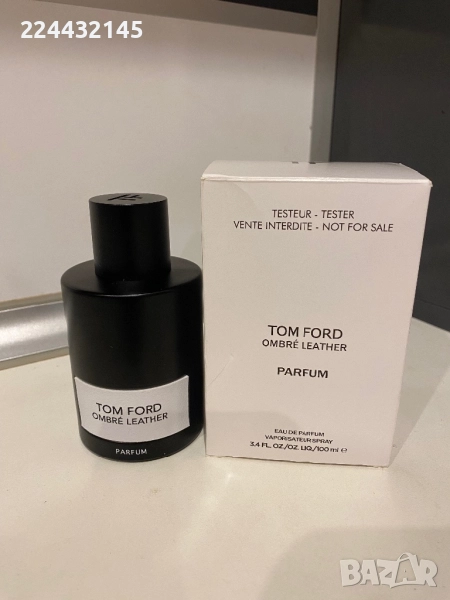 224432145
TESTEUR - TESTER
VENTE INTERDITE - NOT FOR SALE
TOM FORD
OMBRÉ LEATHER
PARFUM
EAU DE PARFUM
VAPORISATEUR SPRAY
3.4 FL. OZ./OZ. LIQ./100 ml ℮
TOM FORD
OMBRÉ LEATHER
PARFUM
BAZAR